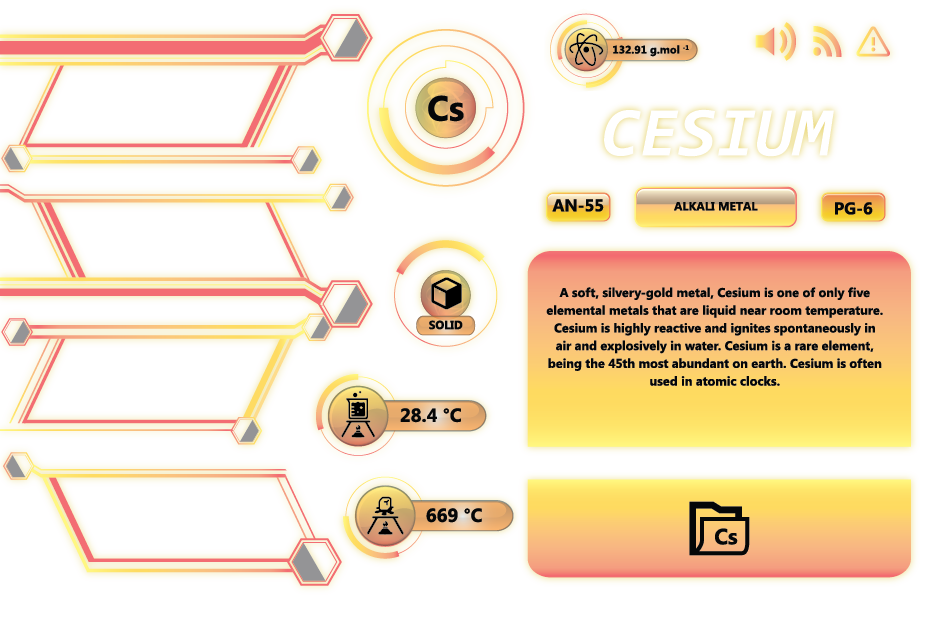 132.91 g.mol -1
Cs
CESIUM
AN-55
ALKALI METAL
PG-6
A soft, silvery-gold metal, Cesium is one of only five
elemental metals that are liquid near room temperature.
Cesium is highly reactive and ignites spontaneously in
air and explosively in water. Cesium is a rare element,
being the 45th most abundant on earth. Cesium is often
used in atomic clocks.
SOLID
28.4 °C
669 °C
Cs